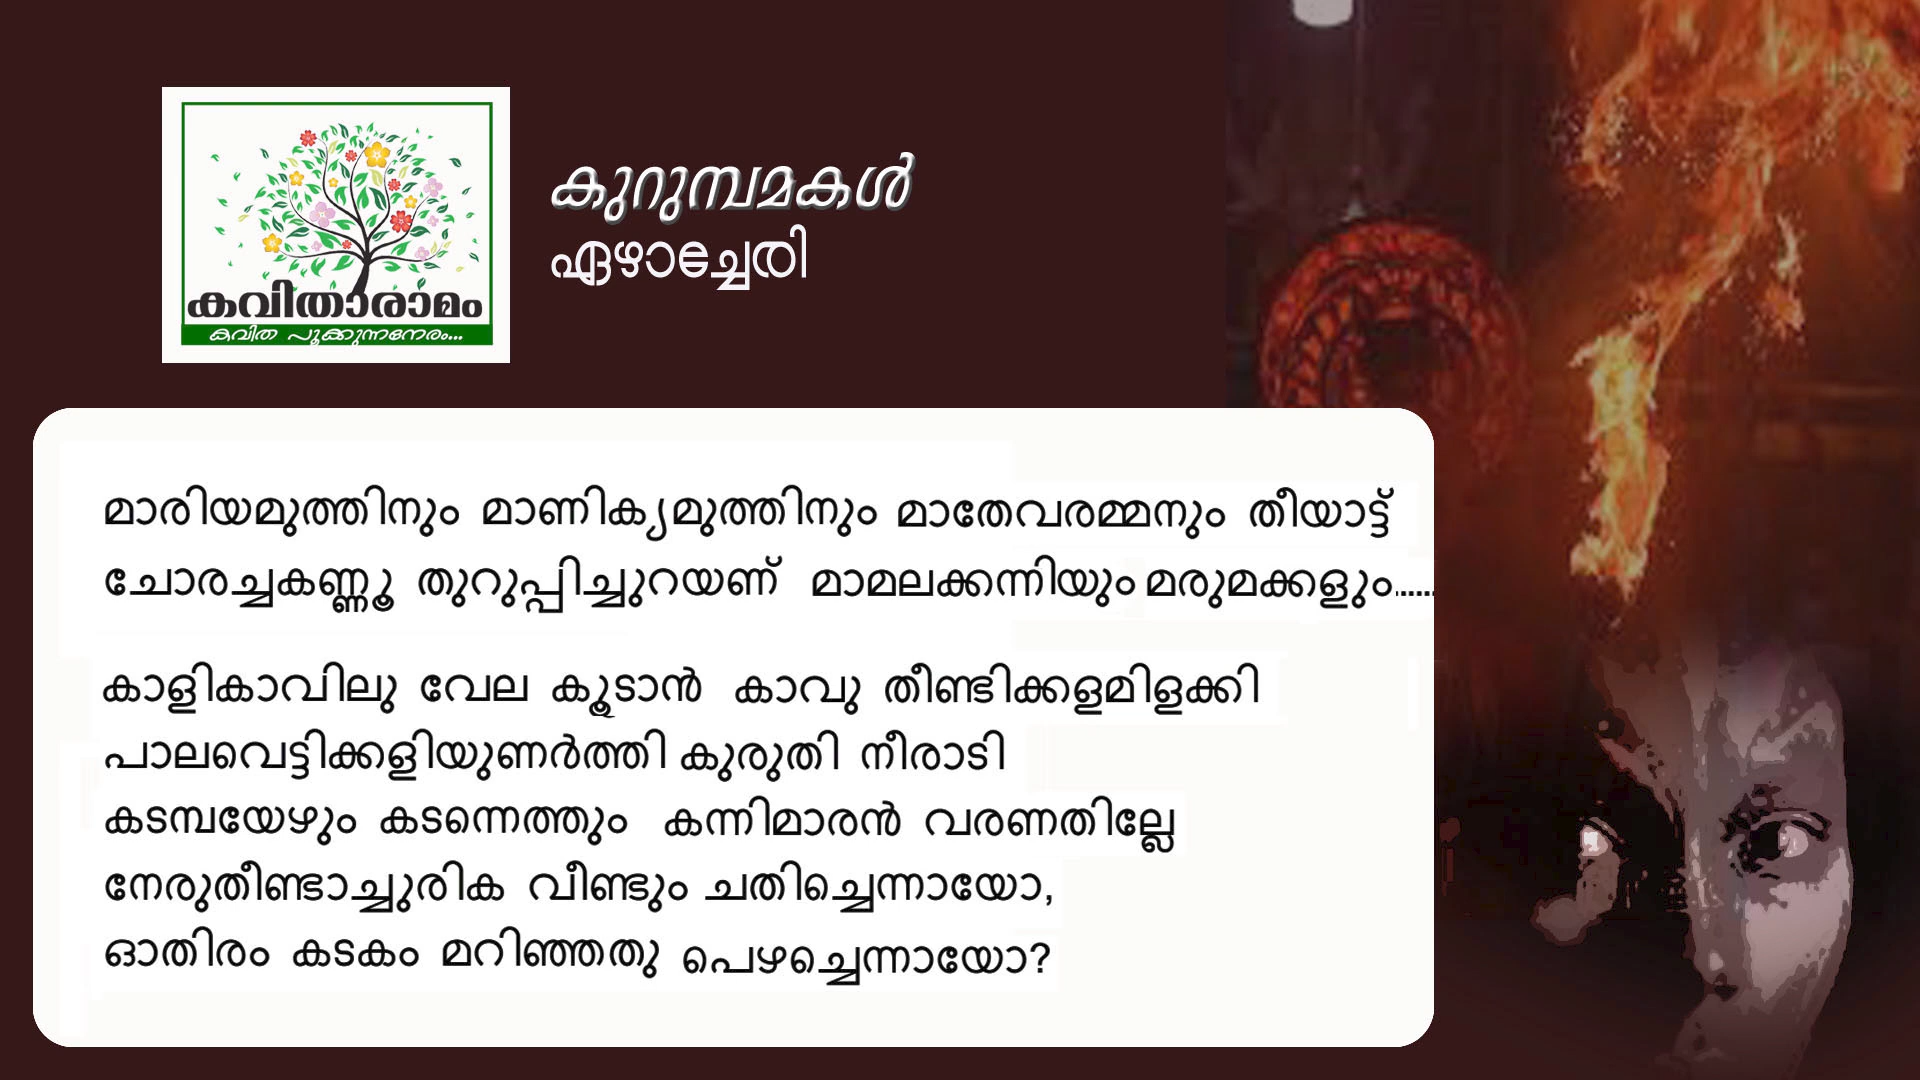 കവിതാരാമം
കവിത പൂക്കുന്നനേരം...
കുറുമ്പമകൾ
ഏഴാച്ചേരി
മാരിയമുത്തിനും മാണിക്യമുത്തിനും മാതേവരമ്മനും തീയാട്ട്
ചോരച്ചകണ്ണൂ തുറുപ്പിച്ചുറയണ് മാമലക്കന്നിയും മരുമക്കളും......
കാളികാവിലു വേല കൂടാൻ കാവു തീണ്ടിക്കളമിളക്കി
പാലവെട്ടിക്കളിയുണർത്തി കുരുതി നീരാടി
കടമ്പയേഴും കടന്നെത്തും കന്നിമാരൻ വരണതില്ലേ
നേരുതീണ്ടാച്ചുരിക വീണ്ടും ചതിച്ചെന്നായോ,
ഓതിരം കടകം മറിഞ്ഞതു പെഴച്ചെന്നായോ?